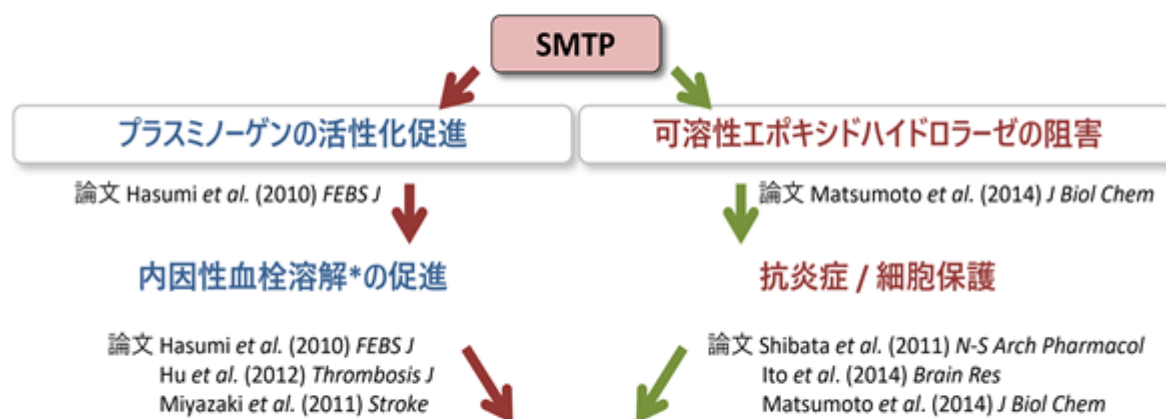 SMTP
プラスミノーゲンの活性化促進
可溶性エポキシドハイドロラーゼの阻害
論文 Hasumi et al. (2010) FEBS J
論文 Matsumoto et al. (2014) J Biol Chem
内因性血栓溶解*の促進
抗炎症 / 細胞保護
論文 Hasumi et al. (2010) FEBS J
Hu et al. (2012) Thrombosis J
Miyazaki et al. (2011) Stroke
論文 Shibata et al. (2011) N-S Arch Pharmacol
Ito et al. (2014) Brain Res
Matsumoto et al. (2014) J Biol Chem